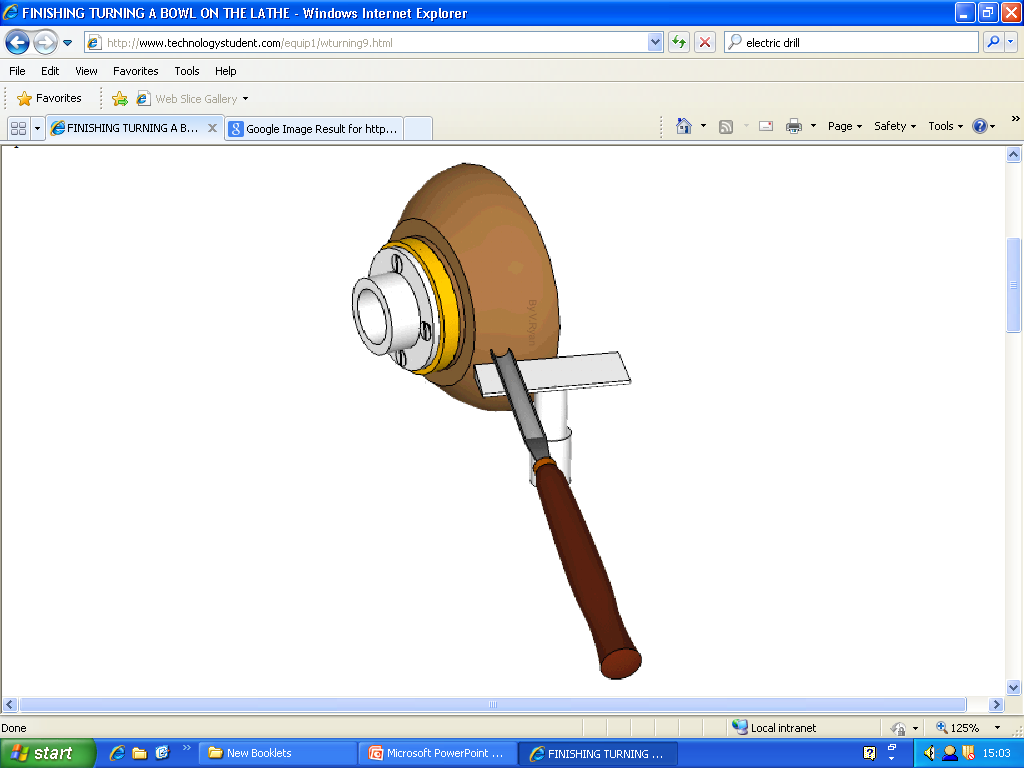 FINISHING TURNING A BOWL ON THE LATHE - Windows Internet Explorer
http://www.technologystudent.com/equip1/wturning9.html
electric drill
File Edit View Favorites Tools Help
Favorites Web Slice Gallery
FINISHING TURNING A B... Google Image Result for http... Page Safety Tools
By V.Ryan
Done Local intranet 125%
start New Booklets Microsoft PowerPoint ... FINISHING TURNING ... 15:03